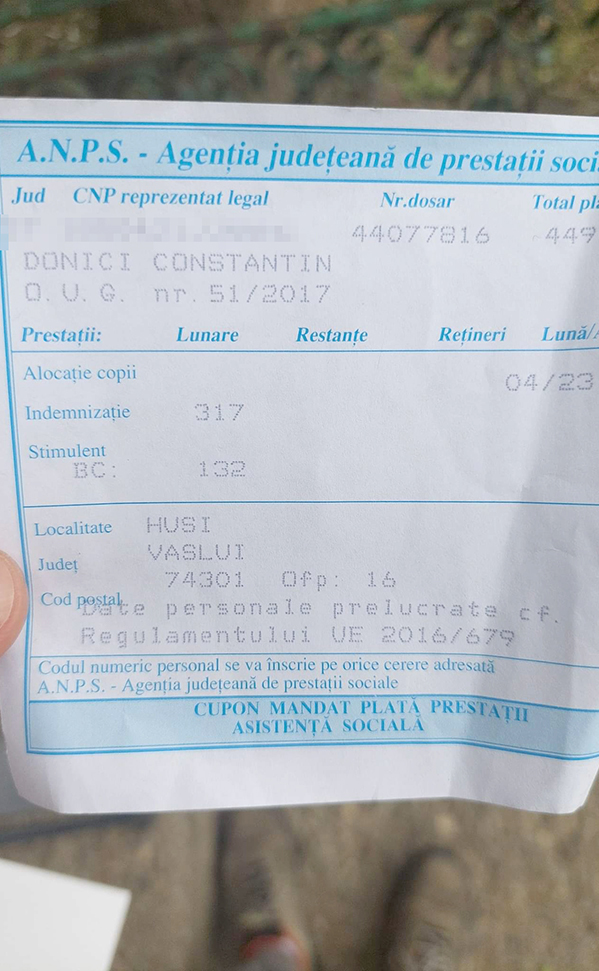 A.N.P.S. - Agenția județeană de prestații
Jud CNP reprezentat legal Nr.dosar Total
44077816 449
DONICI CONSTANTIN
O. U. G. nr. 51/2017
Prestații: Lunare Restanțe Rețineri Lună/
Alocație copii
04/23
Indemnizație 317
Stimulent
BC: 132
Localitate HUSI
Județ VASLUI
74301 Ofp: 16
Cod poștal
Date personale prelucrate cf.
Regulamentului UE 2016/679
Codul numeric personal se va înscrie pe orice cerere adresată
A.N.P.S. - Agenția județeană de prestații sociale
CUPON MANDAT PLATĂ PRESTAȚII
ASISTENȚĂ SOCIALĂ